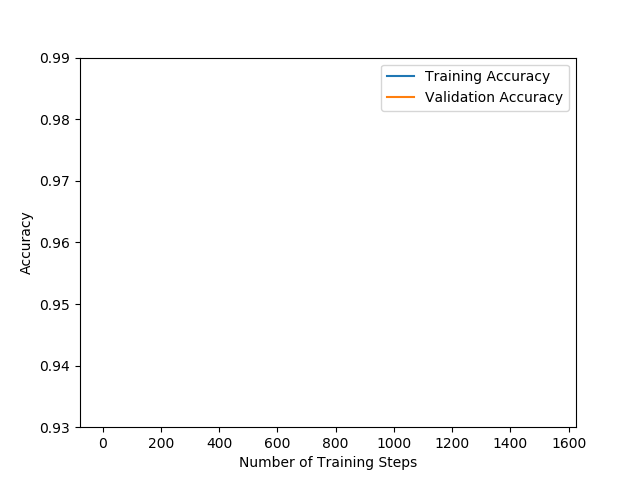 0.99
Training Accuracy
Validation Accuracy
0.98
0.97
0.96
0.95
0.94
0.93
Accuracy
0 200 400 600 800 1000 1200 1400 1600
Number of Training Steps